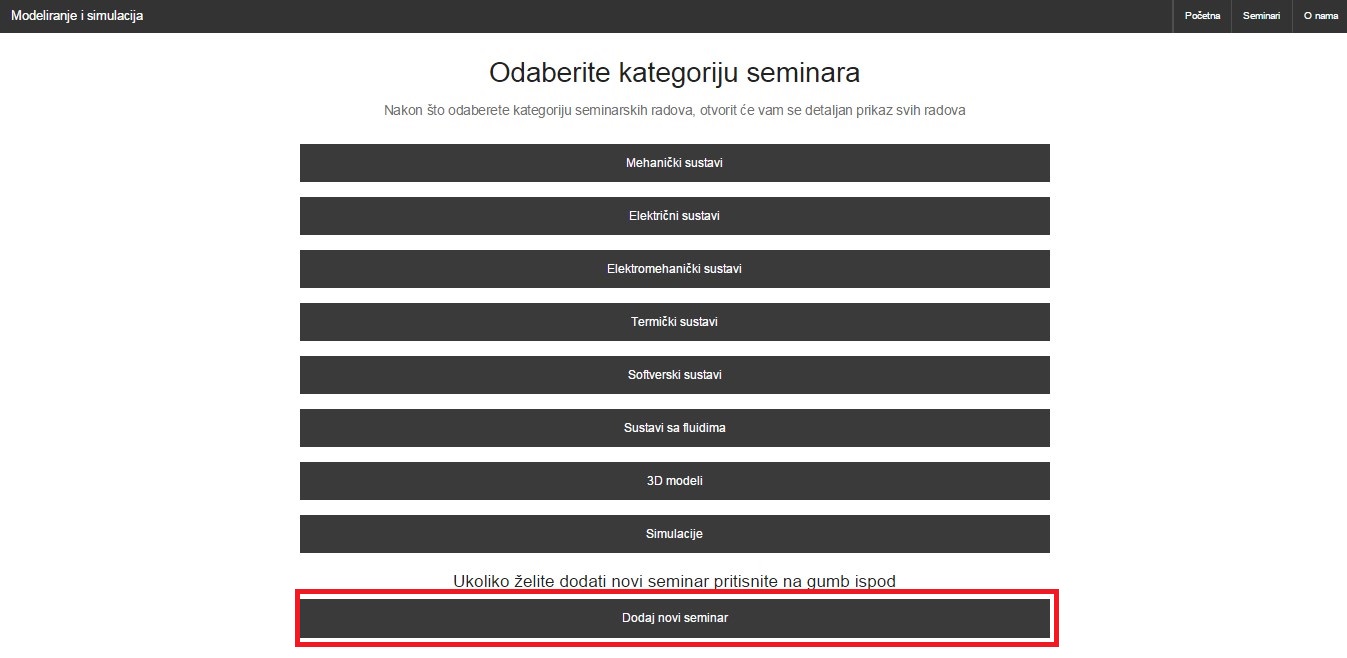 Modeliranje i simulacija
Početna
Seminari
O nama
Odaberite kategoriju seminara
Nakon što odaberete kategoriju seminarskih radova, otvorit će vam se detaljan prikaz svih radova
Mehanički sustavi
Električni sustavi
Elektromehanički sustavi
Termički sustavi
Softverski sustavi
Sustavi sa fluidima
3D modeli
Simulacije
Ukoliko želite dodati novi seminar pritisnite na gumb ispod
Dodaj novi seminar